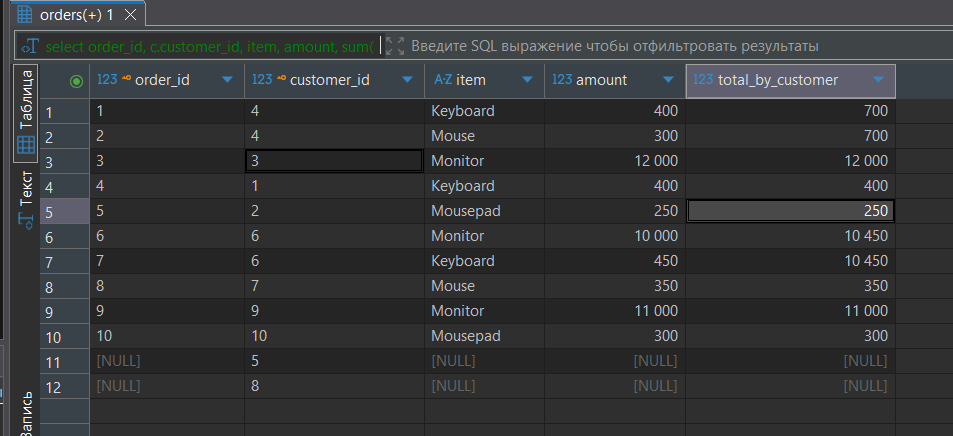 orders(+) 1
select order_id, c.customer_id, item, amount, sum( Введите SQL выражение чтобы отфильтровать результаты
Таблица
Текст
Запись
123 order_id 123 customer_id A-Z item 123 amount 123 total_by_customer
1 1 4 Keyboard 400 700
2 2 4 Mouse 300 700
3 3 3 Monitor 12 000 12 000
4 4 1 Keyboard 400 400
5 5 2 Mousepad 250 250
6 6 6 Monitor 10 000 10 450
7 7 6 Keyboard 450 10 450
8 8 7 Mouse 350 350
9 9 9 Monitor 11 000 11 000
10 10 10 Mousepad 300 300
11 [NULL] 5 [NULL] [NULL] [NULL]
12 [NULL] 8 [NULL] [NULL] [NULL]